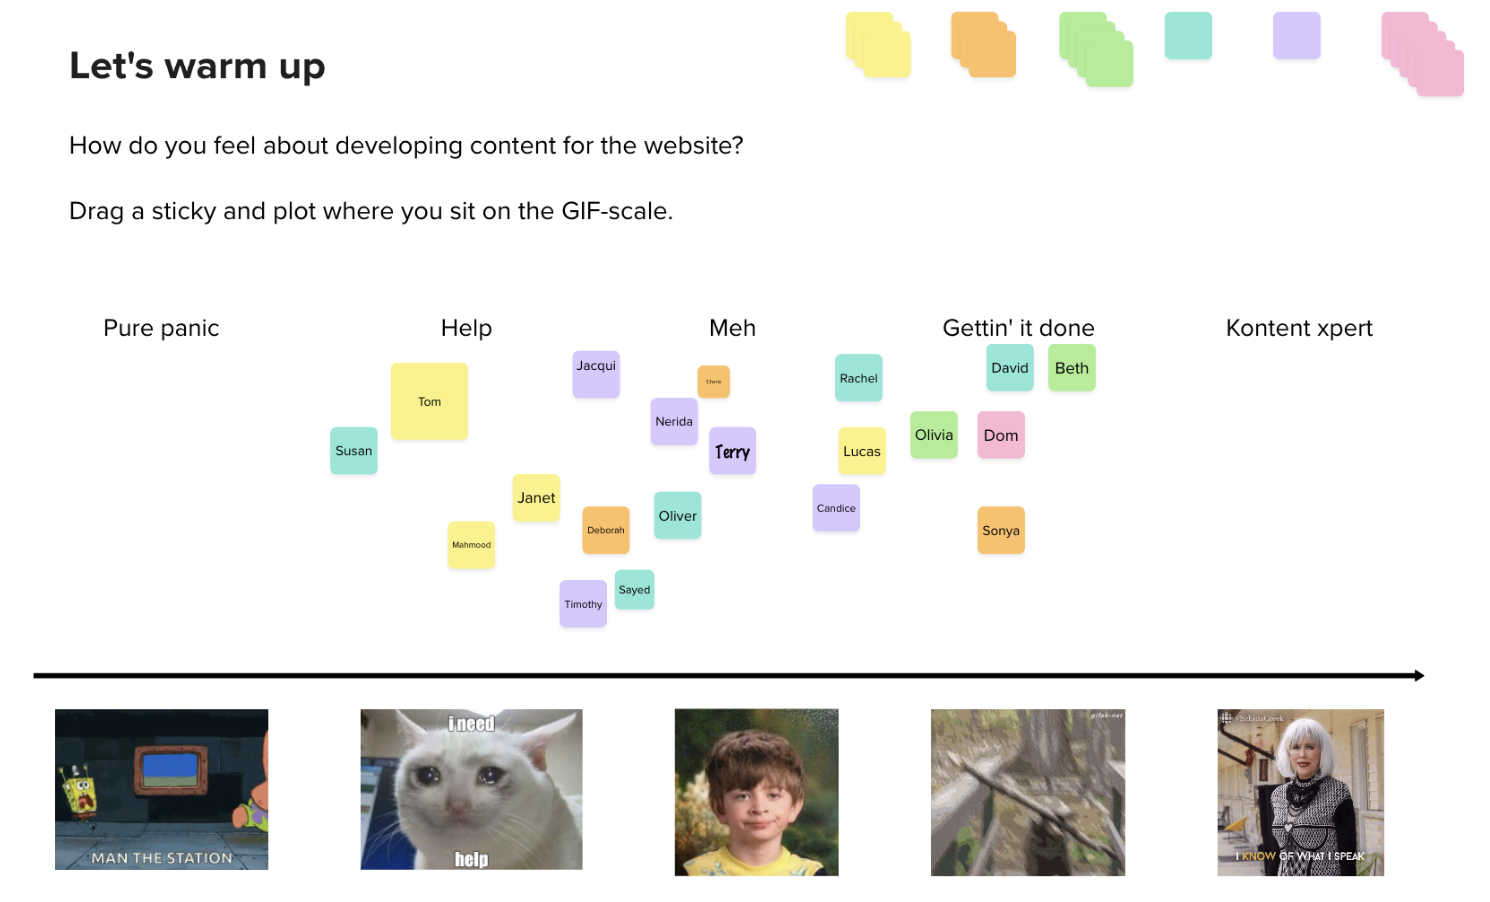 Let's warm up
How do you feel about developing content for the website?
Drag a sticky and plot where you sit on the GIF-scale.
Pure panic
Help
Meh
Gettin' it done
Kontent xpert
Tom
Susan
Jacqui
Cherie
Nerida
Terry
Rachel
David
Beth
Lucas
Olivia
Dom
Janet
Mahmood
Deborah
Oliver
Candice
Sonya
Timothy
Sayed
MAN THE STATION
i need
help
gifak-net
@SchittsCreek
I KNOW OF WHAT I SPEAK